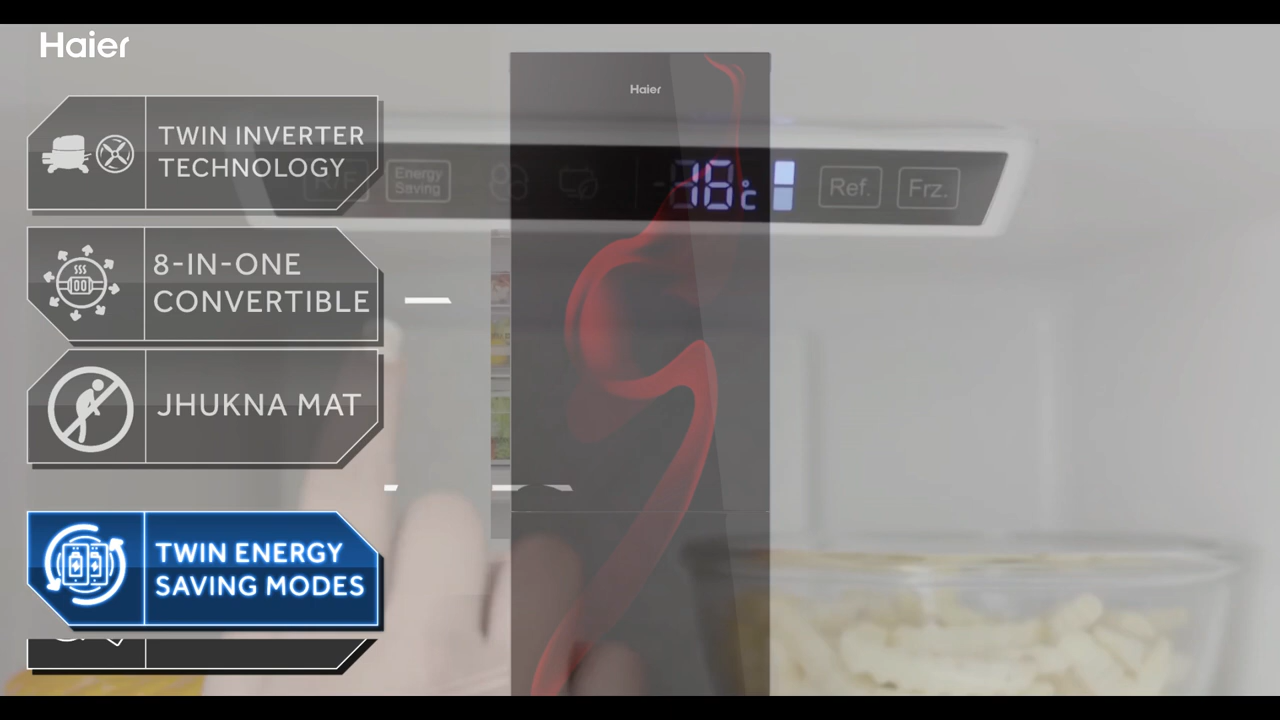 Haier
Haier
TWIN INVERTER
TECHNOLOGY
R/F
Energy
Saving
-16°C
Ref.
Frz.
8-IN-ONE
CONVERTIBLE
JHUKNA MAT
TWIN ENERGY
SAVING MODES